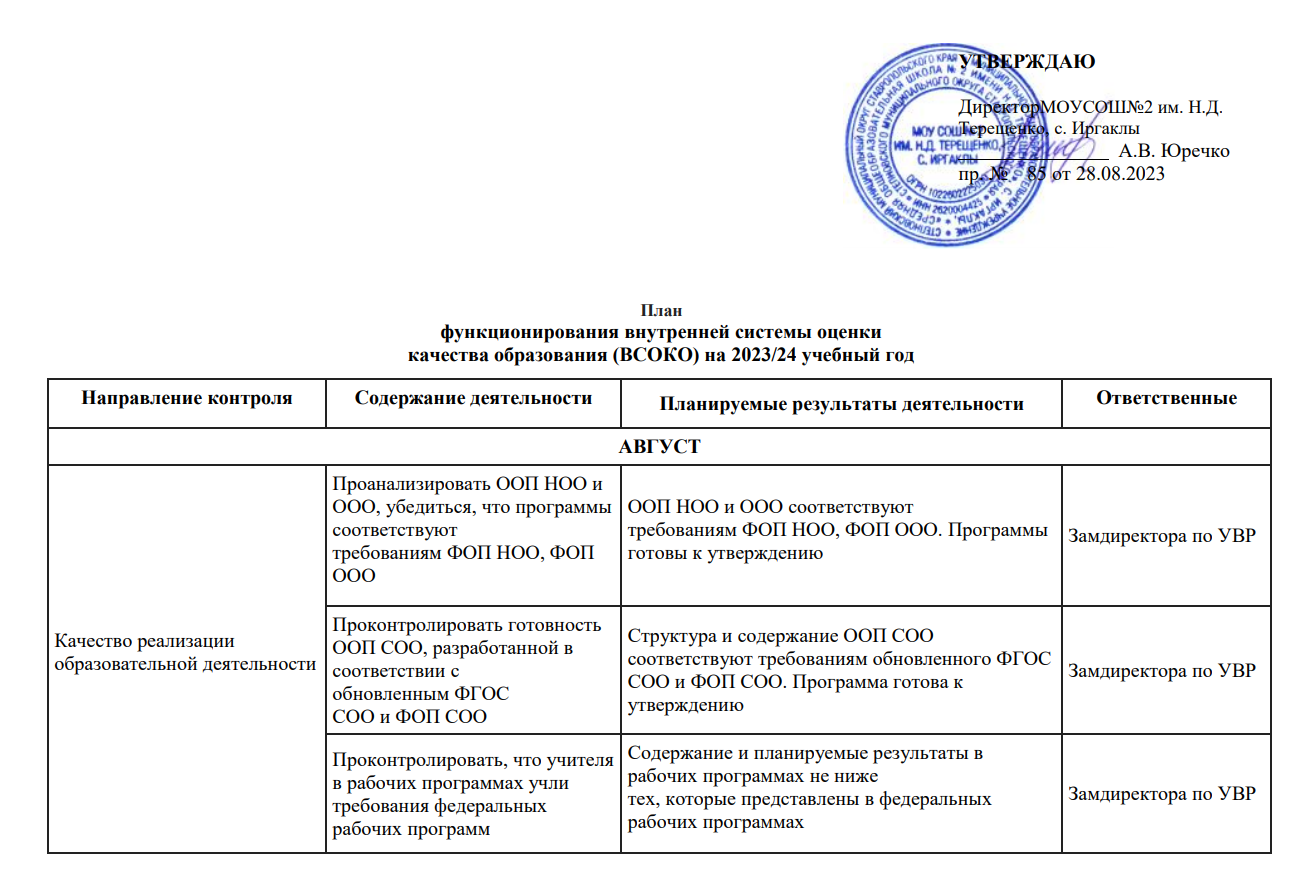 УТВЕРЖДАЮ
ДиректорМОУСОШ№2 им. Н.Д.
Терещенко, с. Иргаклы
А.В. Юречко
пр. № 85 от 28.08.2023
МОУ СОШ
ИМ. Н.Д. ТЕРЕЩЕНКО,
С. ИРГАКЛЫ
План
функционирования внутренней системы оценки
качества образования (ВСОКО) на 2023/24 учебный год
Направление контроля
Содержание деятельности
Планируемые результаты деятельности
Ответственные
АВГУСТ
Качество реализации
образовательной деятельности
Проанализировать ООП НОО и
ООО, убедиться, что программы
соответствуют
требованиям ФОП НОО, ФОП
ООО
ООП НОО и ООО соответствуют
требованиям ФОП НОО, ФОП ООО. Программы
готовы к утверждению
Замдиректора по УВР
Проконтролировать готовность
ООП СОО, разработанной в
соответствии с
обновленным ФГОС
СОО и ФОП СОО
Структура и содержание ООП СОО
соответствуют требованиям обновленного ФГОС
СОО и ФОП СОО. Программа готова к
утверждению
Замдиректора по УВР
Проконтролировать, что учителя
в рабочих программах учли
требования федеральных
рабочих программ
Содержание и планируемые результаты в
рабочих программах не ниже
тех, которые представлены в федеральных
рабочих программах
Замдиректора по УВР